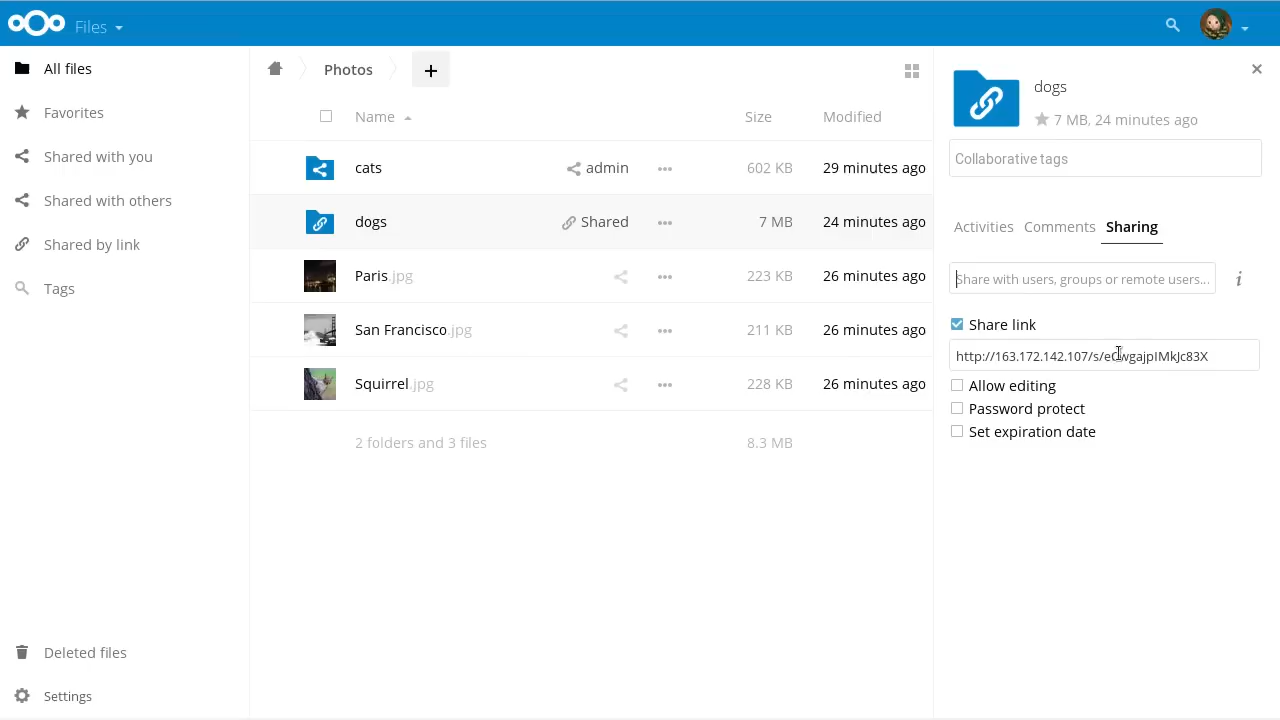 Files
All files
Favorites
Shared with you
Shared with others
Shared by link
Tags
Deleted files
Settings
Photos
+
Name Size Modified
cats admin ... 602 KB 29 minutes ago
dogs Shared ... 7 MB 24 minutes ago
Paris.jpg ... 223 KB 26 minutes ago
San Francisco.jpg ... 211 KB 26 minutes ago
Squirrel.jpg ... 228 KB 26 minutes ago
2 folders and 3 files 8.3 MB
dogs
7 MB, 24 minutes ago
Collaborative tags
Activities Comments Sharing
Share with users, groups or remote users... i
Share link
Allow editing
Password protect
Set expiration date